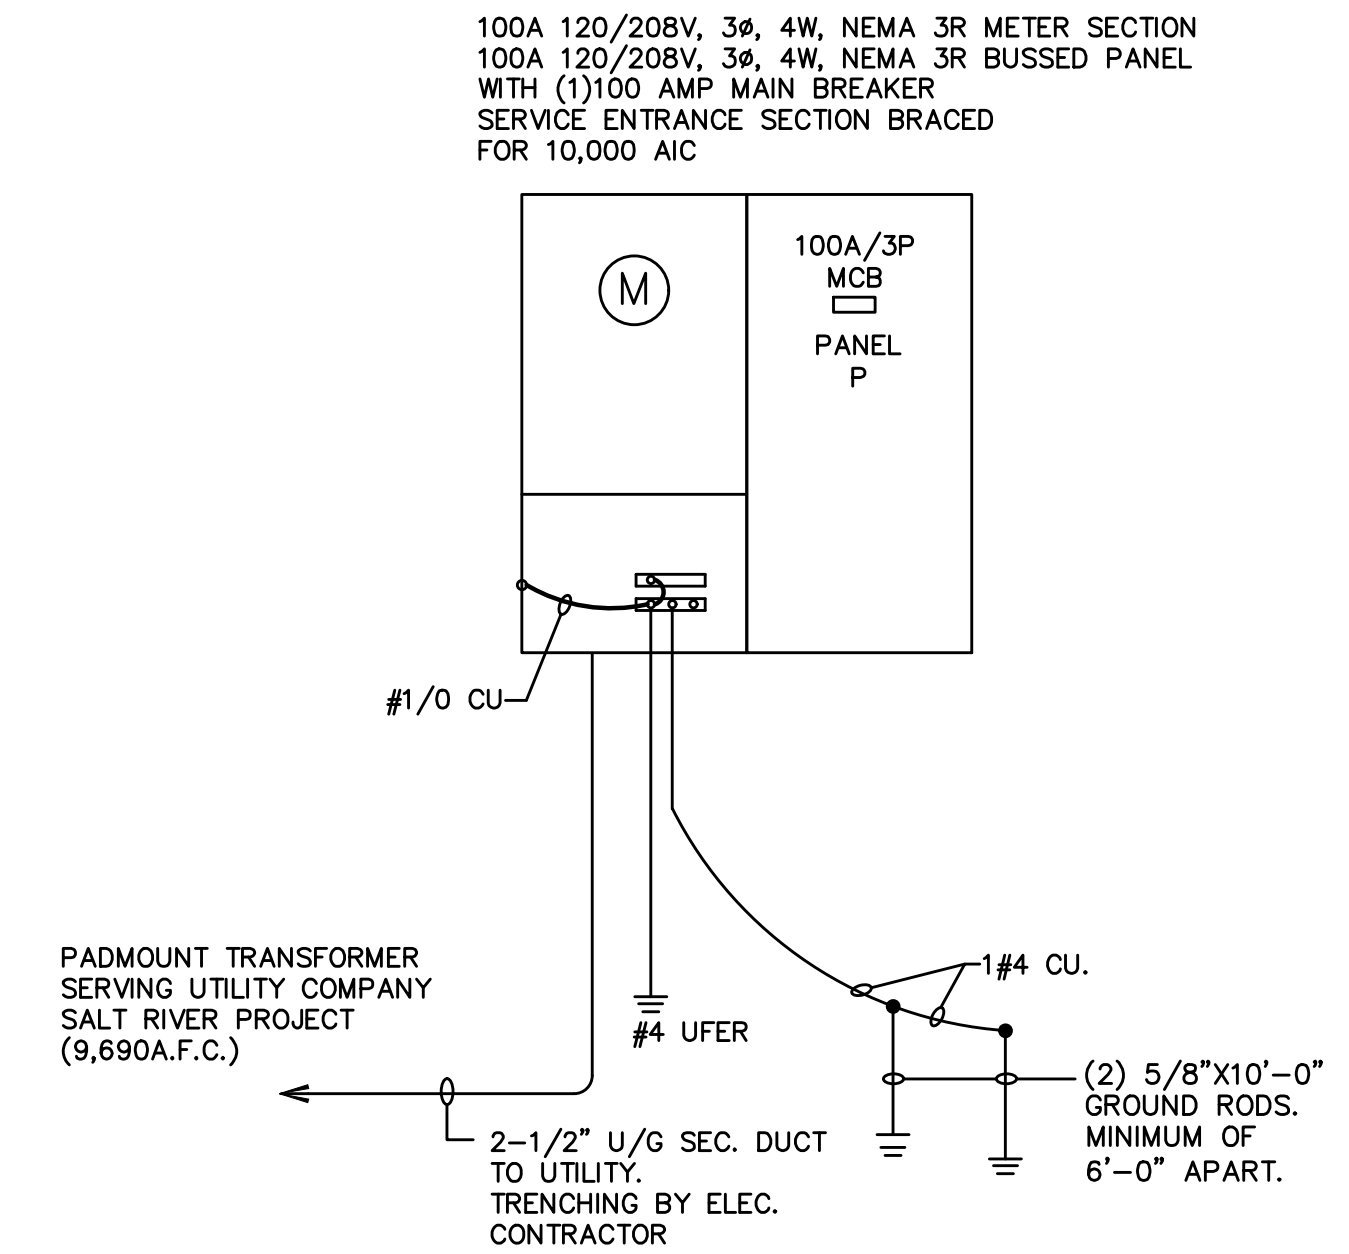 100A 120/208V, 3ø, 4W, NEMA 3R METER SECTION
100A 120/208V, 3ø, 4W, NEMA 3R BUSSED PANEL
WITH (1)100 AMP MAIN BREAKER
SERVICE ENTRANCE SECTION BRACED
FOR 10,000 AIC
M
100A/3P
MCB
PANEL
P
#1/0 CU
PADMOUNT TRANSFORMER
SERVING UTILITY COMPANY
SALT RIVER PROJECT
(9,690A.F.C.)
#4 UFER
1#4 CU.
(2) 5/8"X10'-0"
GROUND RODS.
MINIMUM OF
6'-0" APART.
2-1/2" U/G SEC. DUCT
TO UTILITY.
TRENCHING BY ELEC.
CONTRACTOR